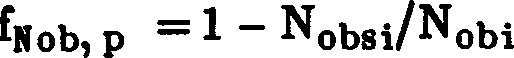 fNob, p = 1 − Nobsi/Nobi